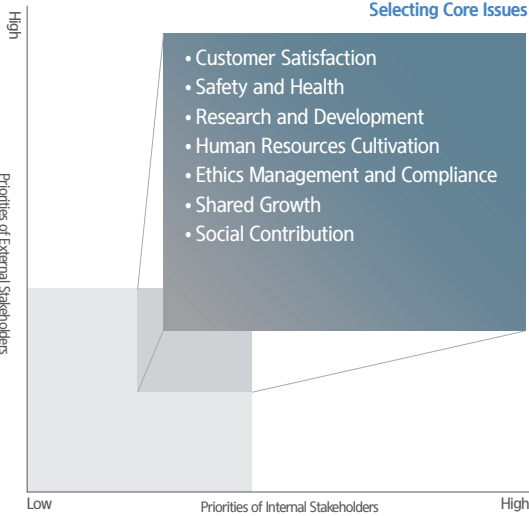 Selecting Core Issues
High
• Customer Satisfaction
• Safety and Health
• Research and Development
• Human Resources Cultivation
• Ethics Management and Compliance
• Shared Growth
• Social Contribution
Priorities of External Stakeholders
Low
Priorities of Internal Stakeholders
High